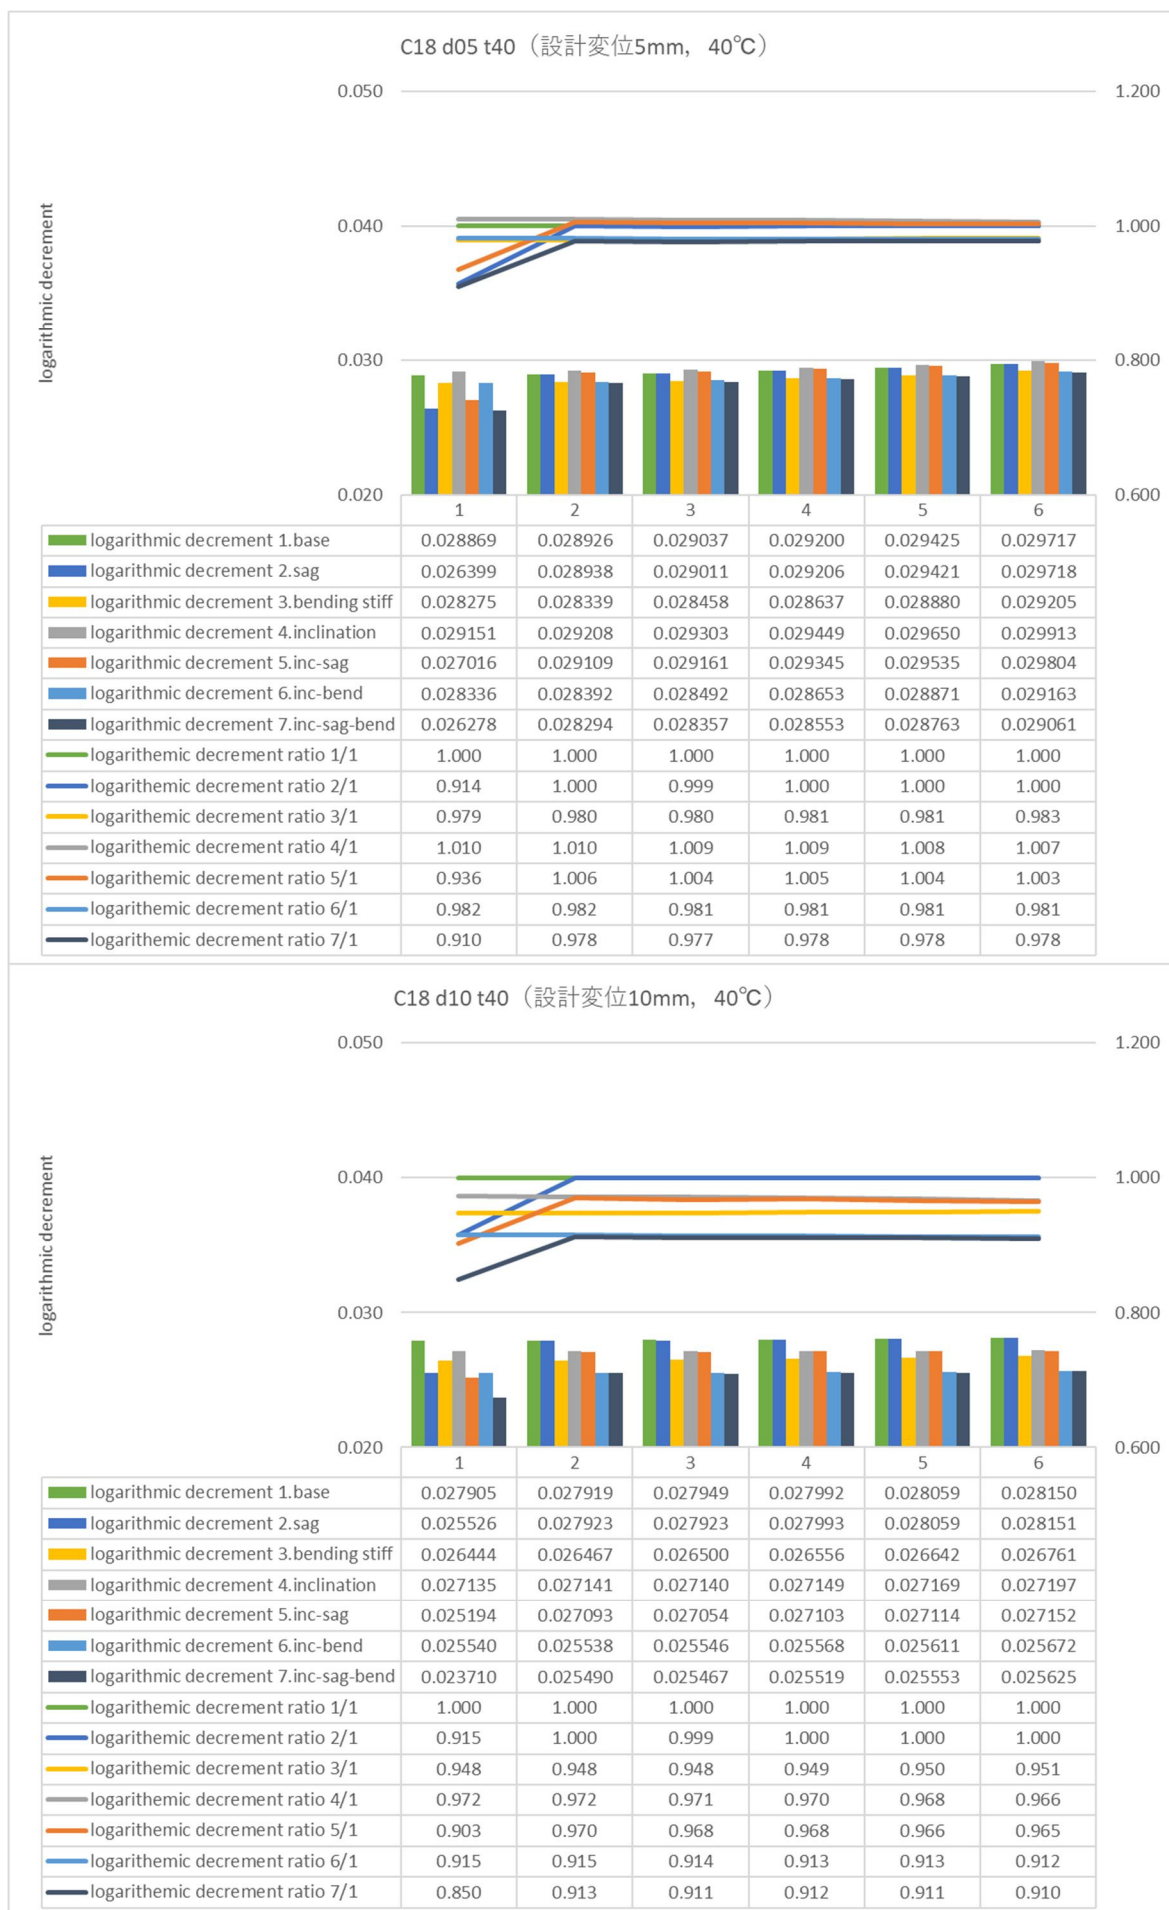 C18 d05 t40（設計変位5mm, 40℃）
0.050 1.200
0.040 1.000
0.030 0.800
0.020 0.600
logarithmic decrement
1 2 3 4 5 6
logarithmic decrement 1.base 0.028869 0.028926 0.029037 0.029200 0.029425 0.029717
logarithmic decrement 2.sag 0.026399 0.028938 0.029011 0.029206 0.029421 0.029718
logarithmic decrement 3.bending stiff 0.028275 0.028339 0.028458 0.028637 0.028880 0.029205
logarithmic decrement 4.inclination 0.029151 0.029208 0.029303 0.029449 0.029650 0.029913
logarithmic decrement 5.inc-sag 0.027016 0.029109 0.029161 0.029345 0.029535 0.029804
logarithmic decrement 6.inc-bend 0.028336 0.028392 0.028492 0.028653 0.028871 0.029163
logarithmic decrement 7.inc-sag-bend 0.026278 0.028294 0.028357 0.028553 0.028763 0.029061
logarithemic decrement ratio 1/1 1.000 1.000 1.000 1.000 1.000 1.000
logarithemic decrement ratio 2/1 0.914 1.000 0.999 1.000 1.000 1.000
logarithemic decrement ratio 3/1 0.979 0.980 0.980 0.981 0.981 0.983
logarithemic decrement ratio 4/1 1.010 1.010 1.009 1.009 1.008 1.007
logarithemic decrement ratio 5/1 0.936 1.006 1.004 1.005 1.004 1.003
logarithemic decrement ratio 6/1 0.982 0.982 0.981 0.981 0.981 0.981
logarithemic decrement ratio 7/1 0.910 0.978 0.977 0.978 0.978 0.978
C18 d10 t40（設計変位10mm, 40℃）
0.050 1.200
0.040 1.000
0.030 0.800
0.020 0.600
logarithmic decrement
1 2 3 4 5 6
logarithmic decrement 1.base 0.027905 0.027919 0.027949 0.027992 0.028059 0.028150
logarithmic decrement 2.sag 0.025526 0.027923 0.027923 0.027993 0.028059 0.028151
logarithmic decrement 3.bending stiff 0.026444 0.026467 0.026500 0.026556 0.026642 0.026761
logarithmic decrement 4.inclination 0.027135 0.027141 0.027140 0.027149 0.027169 0.027197
logarithmic decrement 5.inc-sag 0.025194 0.027093 0.027054 0.027103 0.027114 0.027152
logarithmic decrement 6.inc-bend 0.025540 0.025538 0.025546 0.025568 0.025611 0.025672
logarithmic decrement 7.inc-sag-bend 0.023710 0.025490 0.025467 0.025519 0.025553 0.025625
logarithemic decrement ratio 1/1 1.000 1.000 1.000 1.000 1.000 1.000
logarithemic decrement ratio 2/1 0.915 1.000 0.999 1.000 1.000 1.000
logarithemic decrement ratio 3/1 0.948 0.948 0.948 0.949 0.950 0.951
logarithemic decrement ratio 4/1 0.972 0.972 0.971 0.970 0.968 0.966
logarithemic decrement ratio 5/1 0.903 0.970 0.968 0.968 0.966 0.965
logarithemic decrement ratio 6/1 0.915 0.915 0.914 0.913 0.913 0.912
logarithemic decrement ratio 7/1 0.850 0.913 0.911 0.912 0.911 0.910